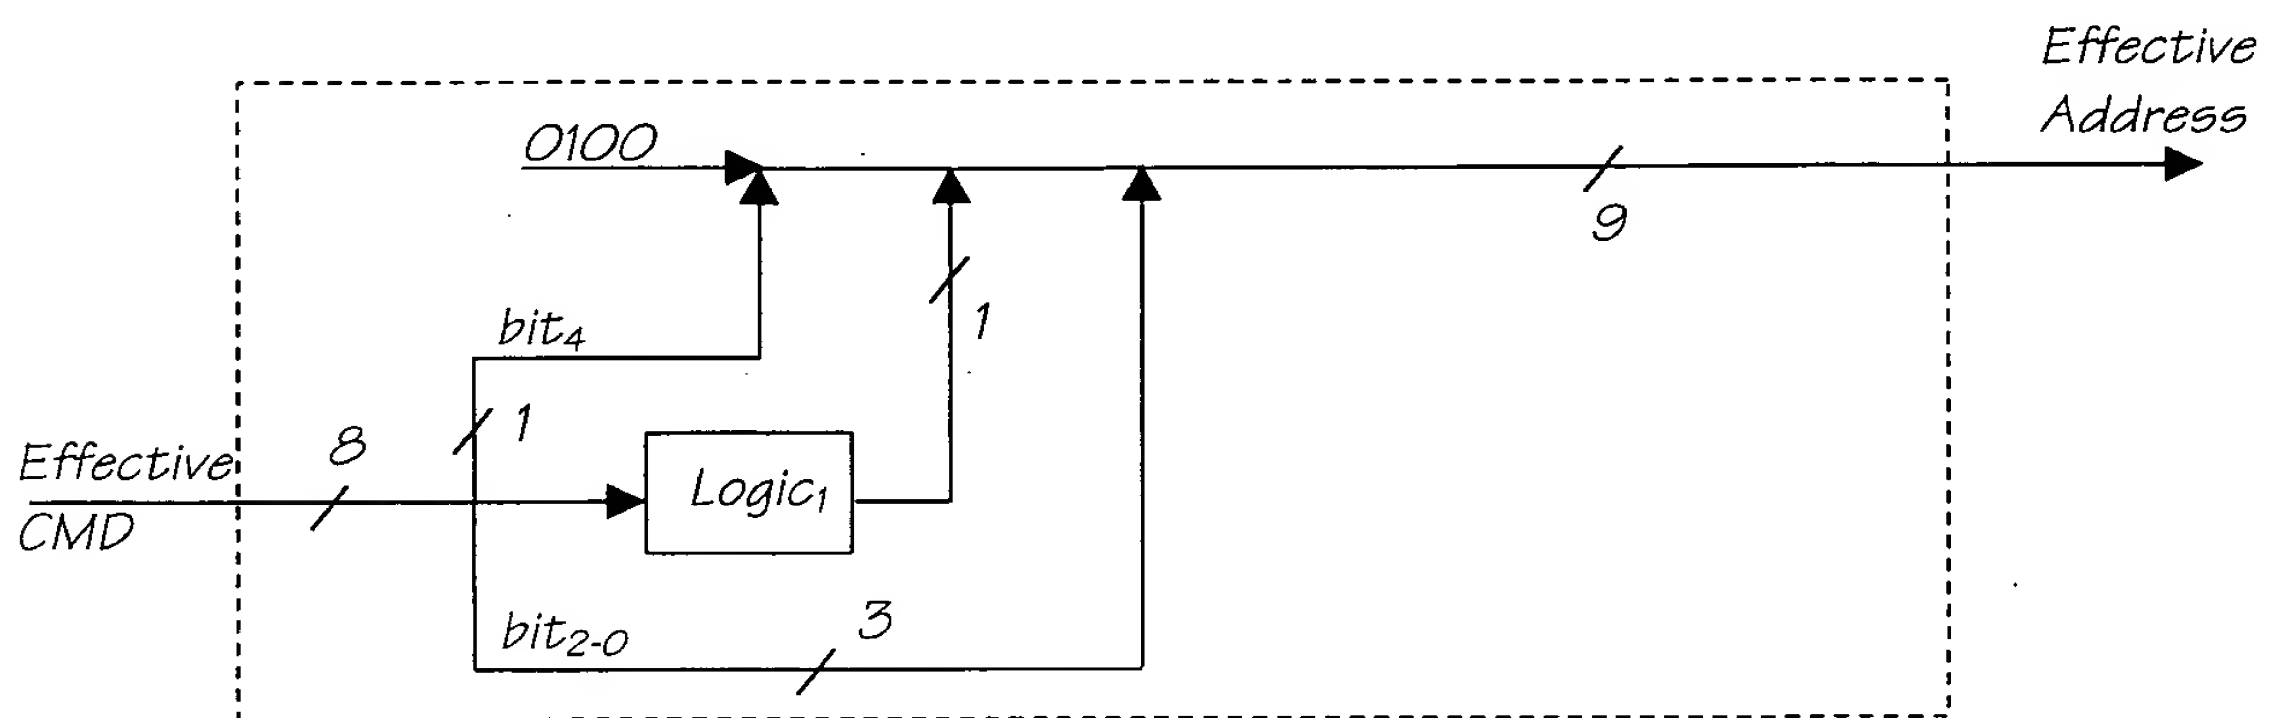 Effective
Address
0100
9
1
bit4
1
8
Effective
CMD
Logic1
3
bit2-0